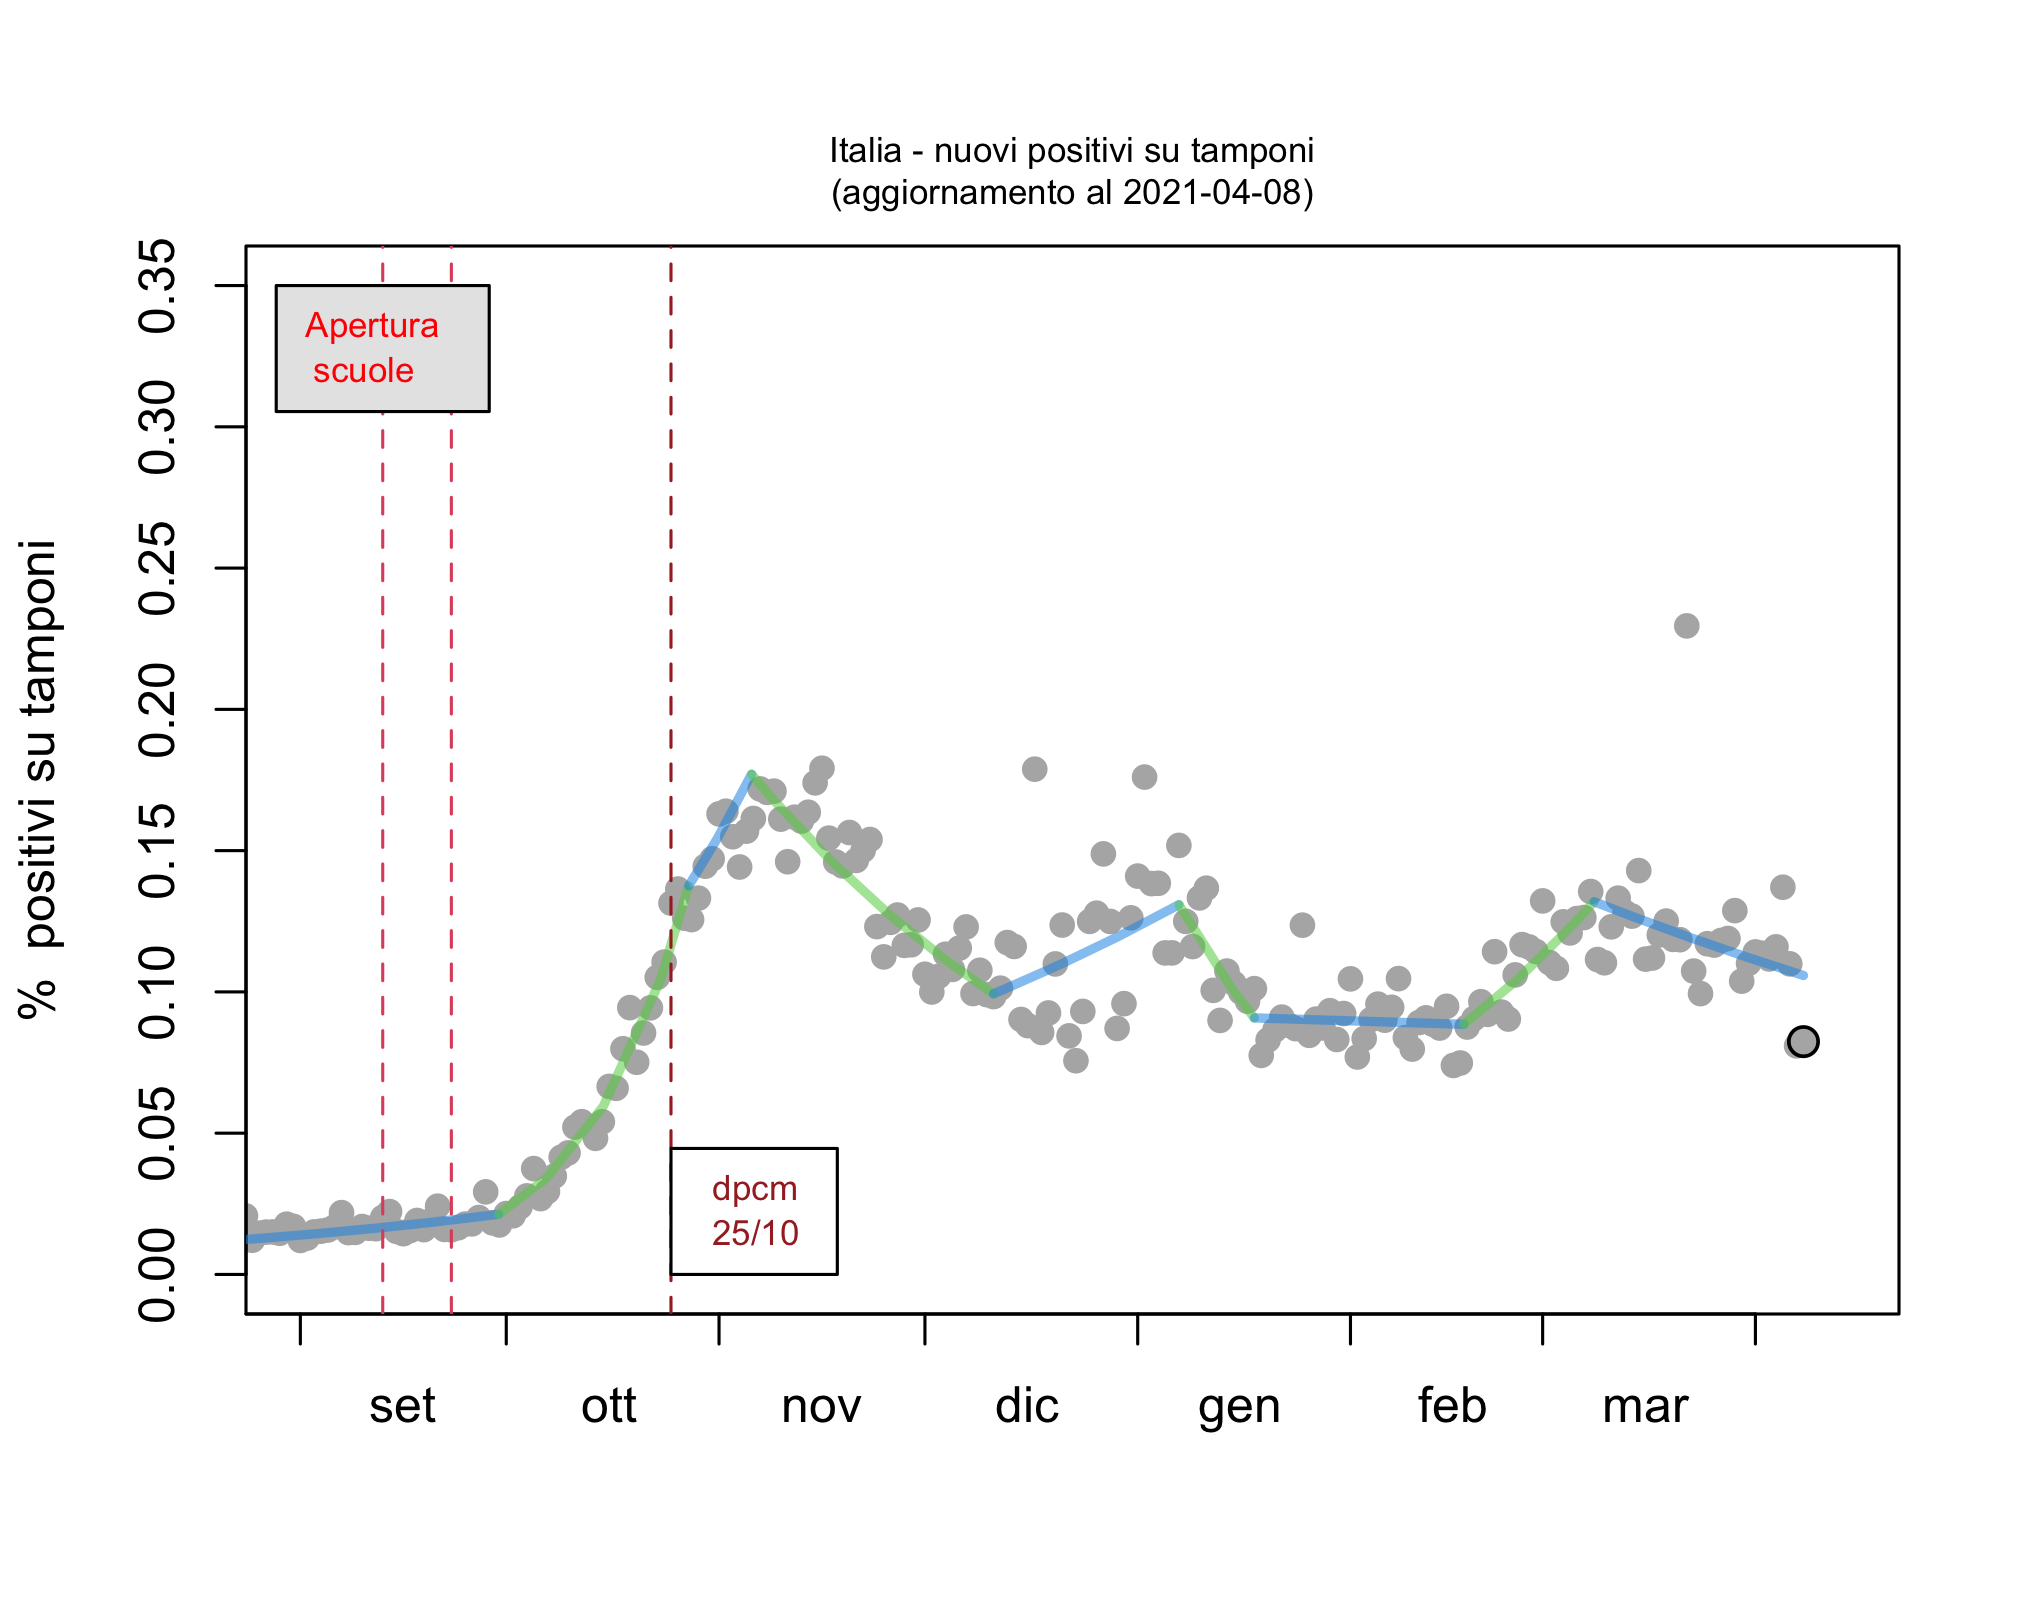 Italia - nuovi positivi su tamponi
(aggiornamento al 2021-04-08)
% positivi su tamponi
0.35
0.30
0.25
0.20
0.15
0.10
0.05
0.00
Apertura
scuole
dpcm
25/10
set ott nov dic gen feb mar